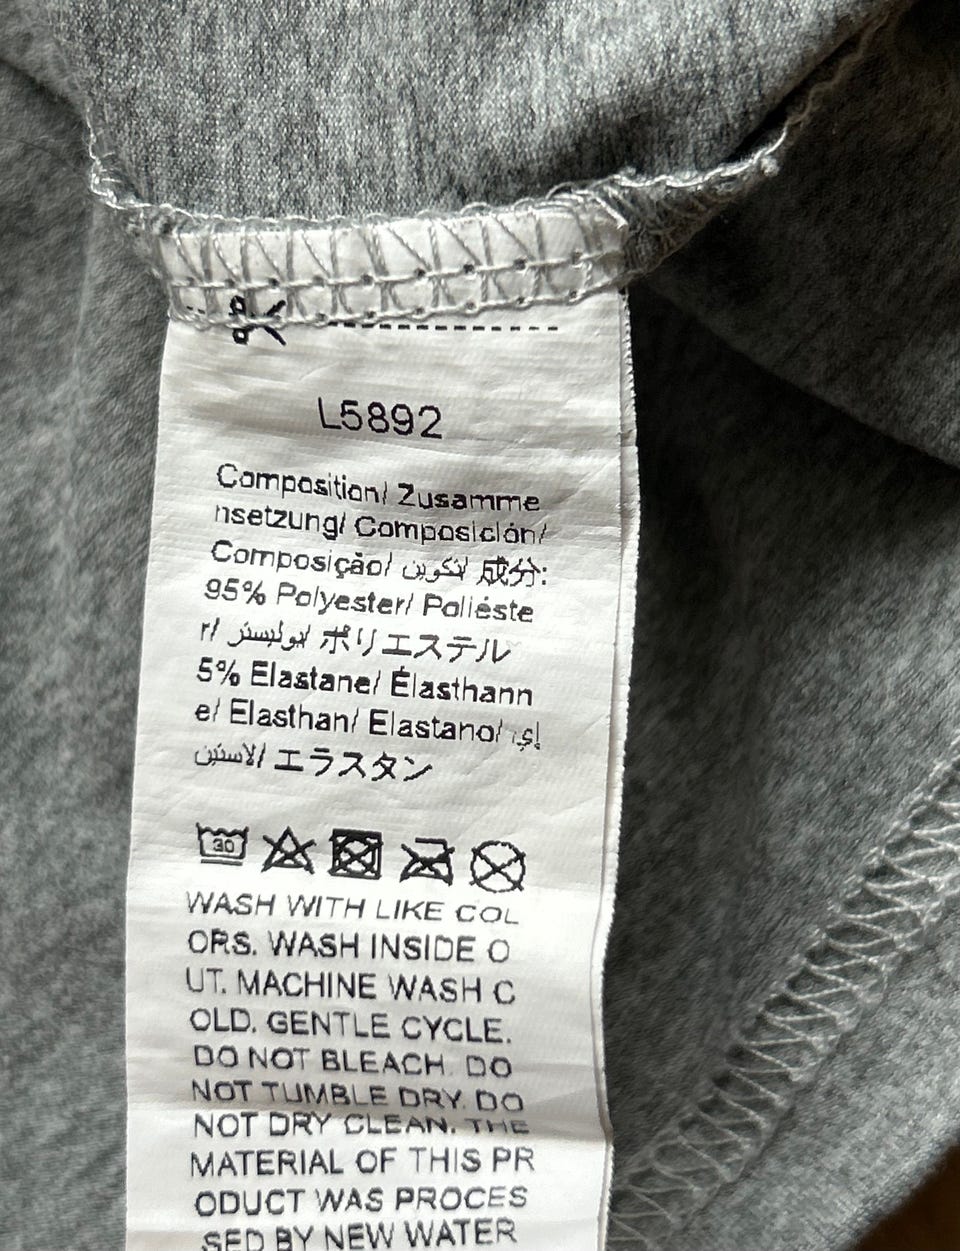 L5892
Composition/ Zusamme
nsetzung/ Composición/
Composição/ تكوين/ 成分:
95% Polyester/ Poliéste
r/ بوليستر/ ポリエステル
5% Elastane/ Élasthann
e/ Elasthan/ Elastano/ إي
لاستين/ エラスタン
30
WASH WITH LIKE COL
ORS. WASH INSIDE O
UT. MACHINE WASH C
OLD. GENTLE CYCLE.
DO NOT BLEACH. DO
NOT TUMBLE DRY. DO
NOT DRY CLEAN. THE
MATERIAL OF THIS PR
ODUCT WAS PROCES
SED BY NEW WATER